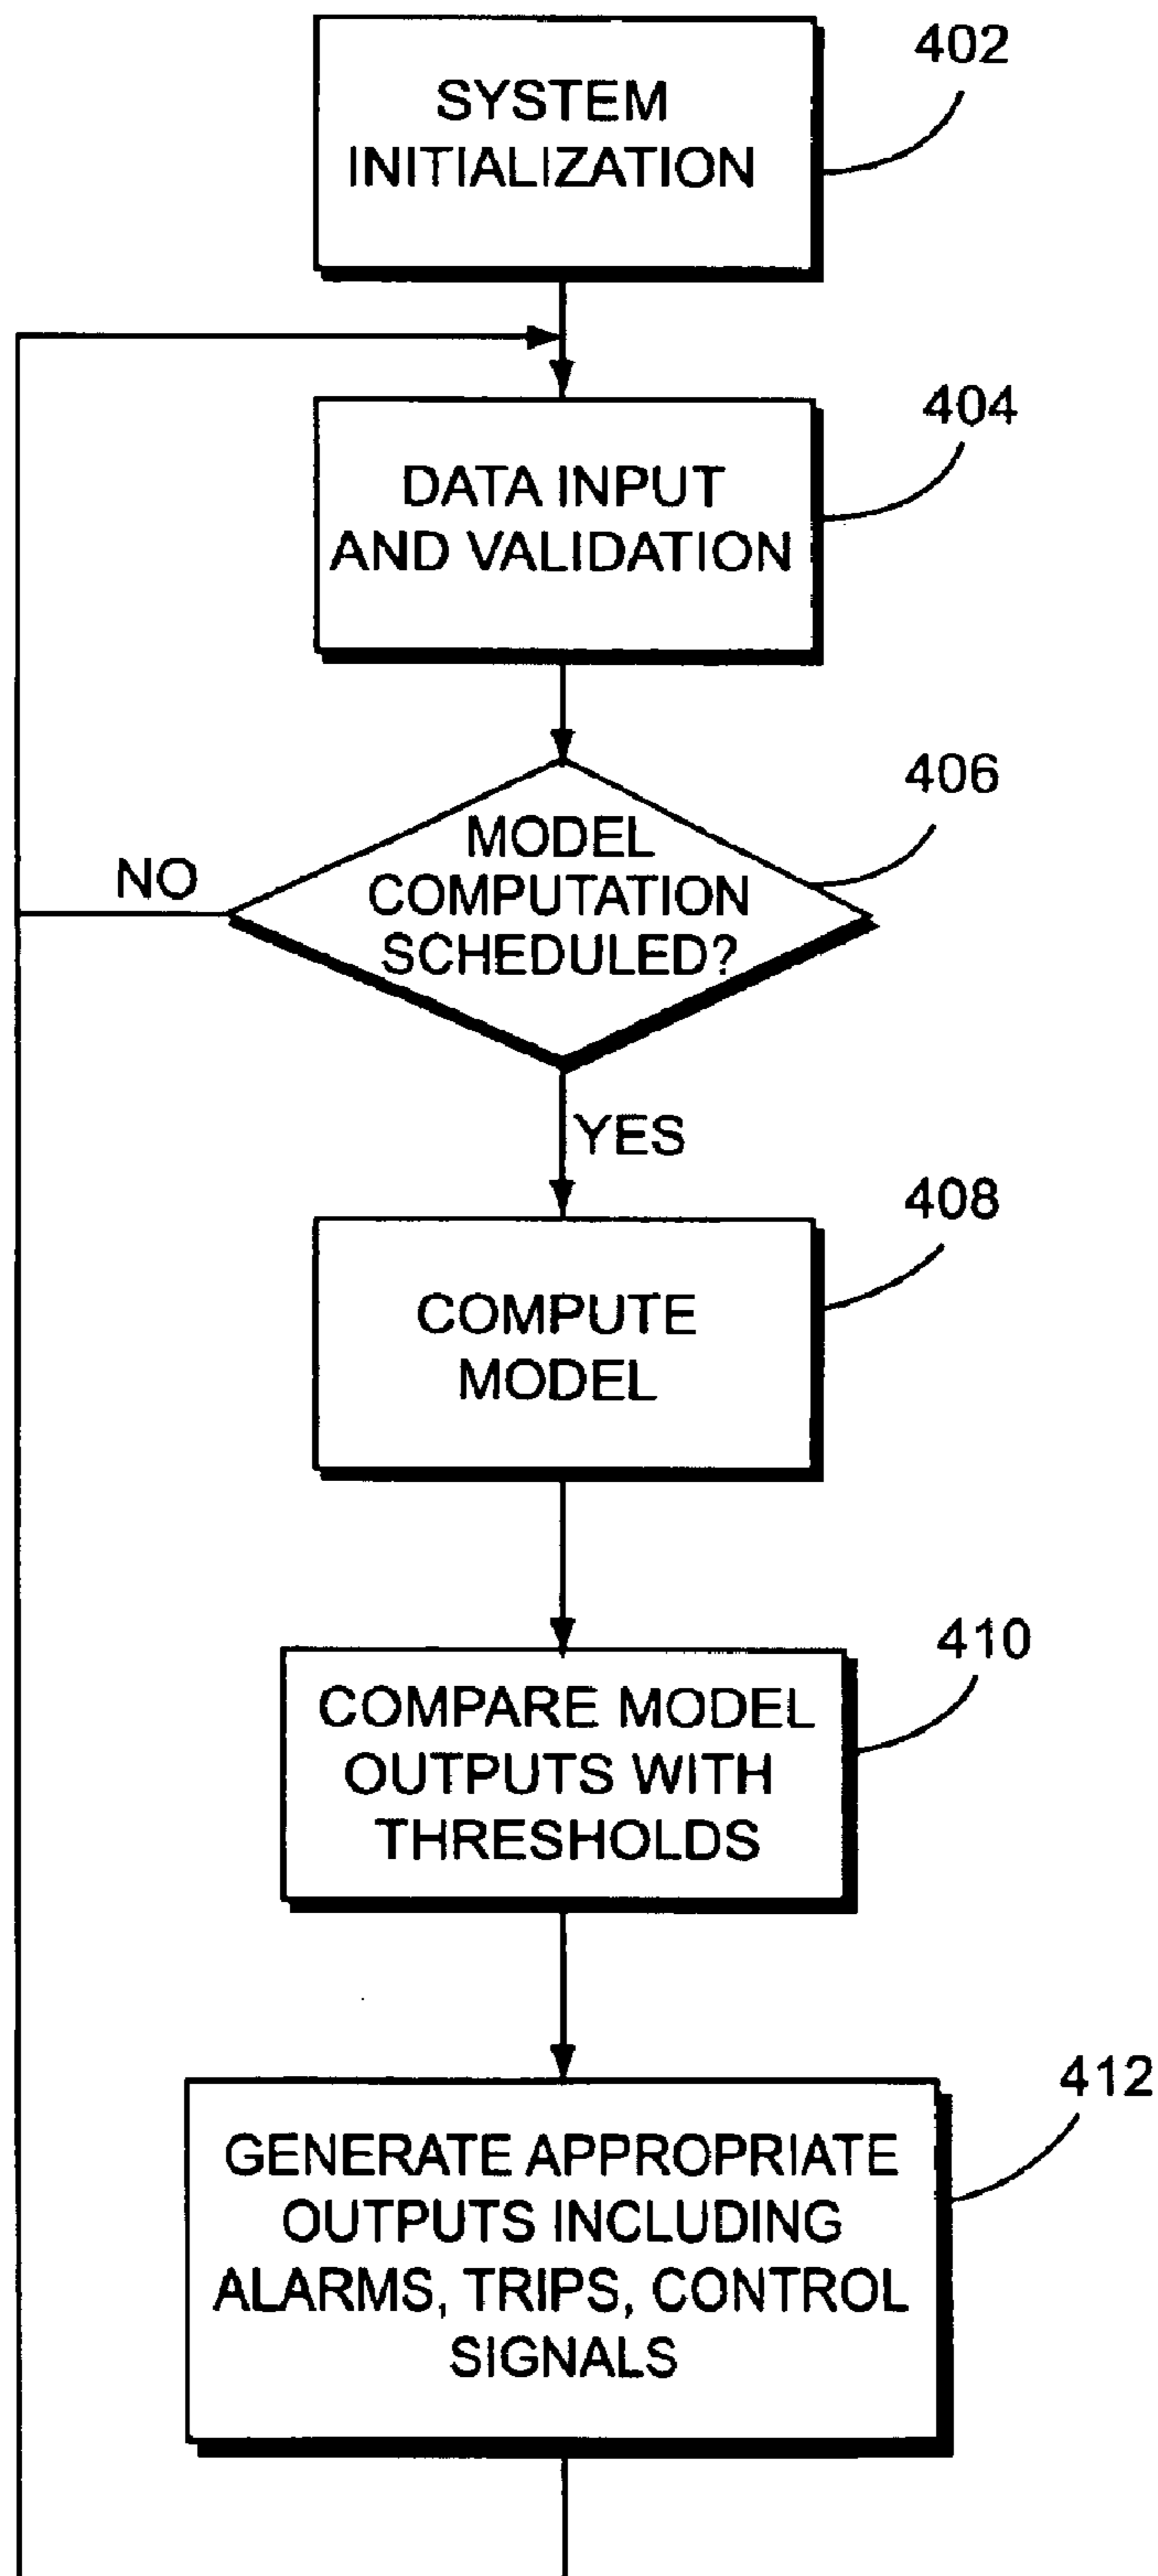 402
SYSTEM
INITIALIZATION
404
DATA INPUT
AND VALIDATION
406
MODEL
COMPUTATION
SCHEDULED?
NO
YES
408
COMPUTE
MODEL
410
COMPARE MODEL
OUTPUTS WITH
THRESHOLDS
412
GENERATE APPROPRIATE
OUTPUTS INCLUDING
ALARMS, TRIPS, CONTROL
SIGNALS